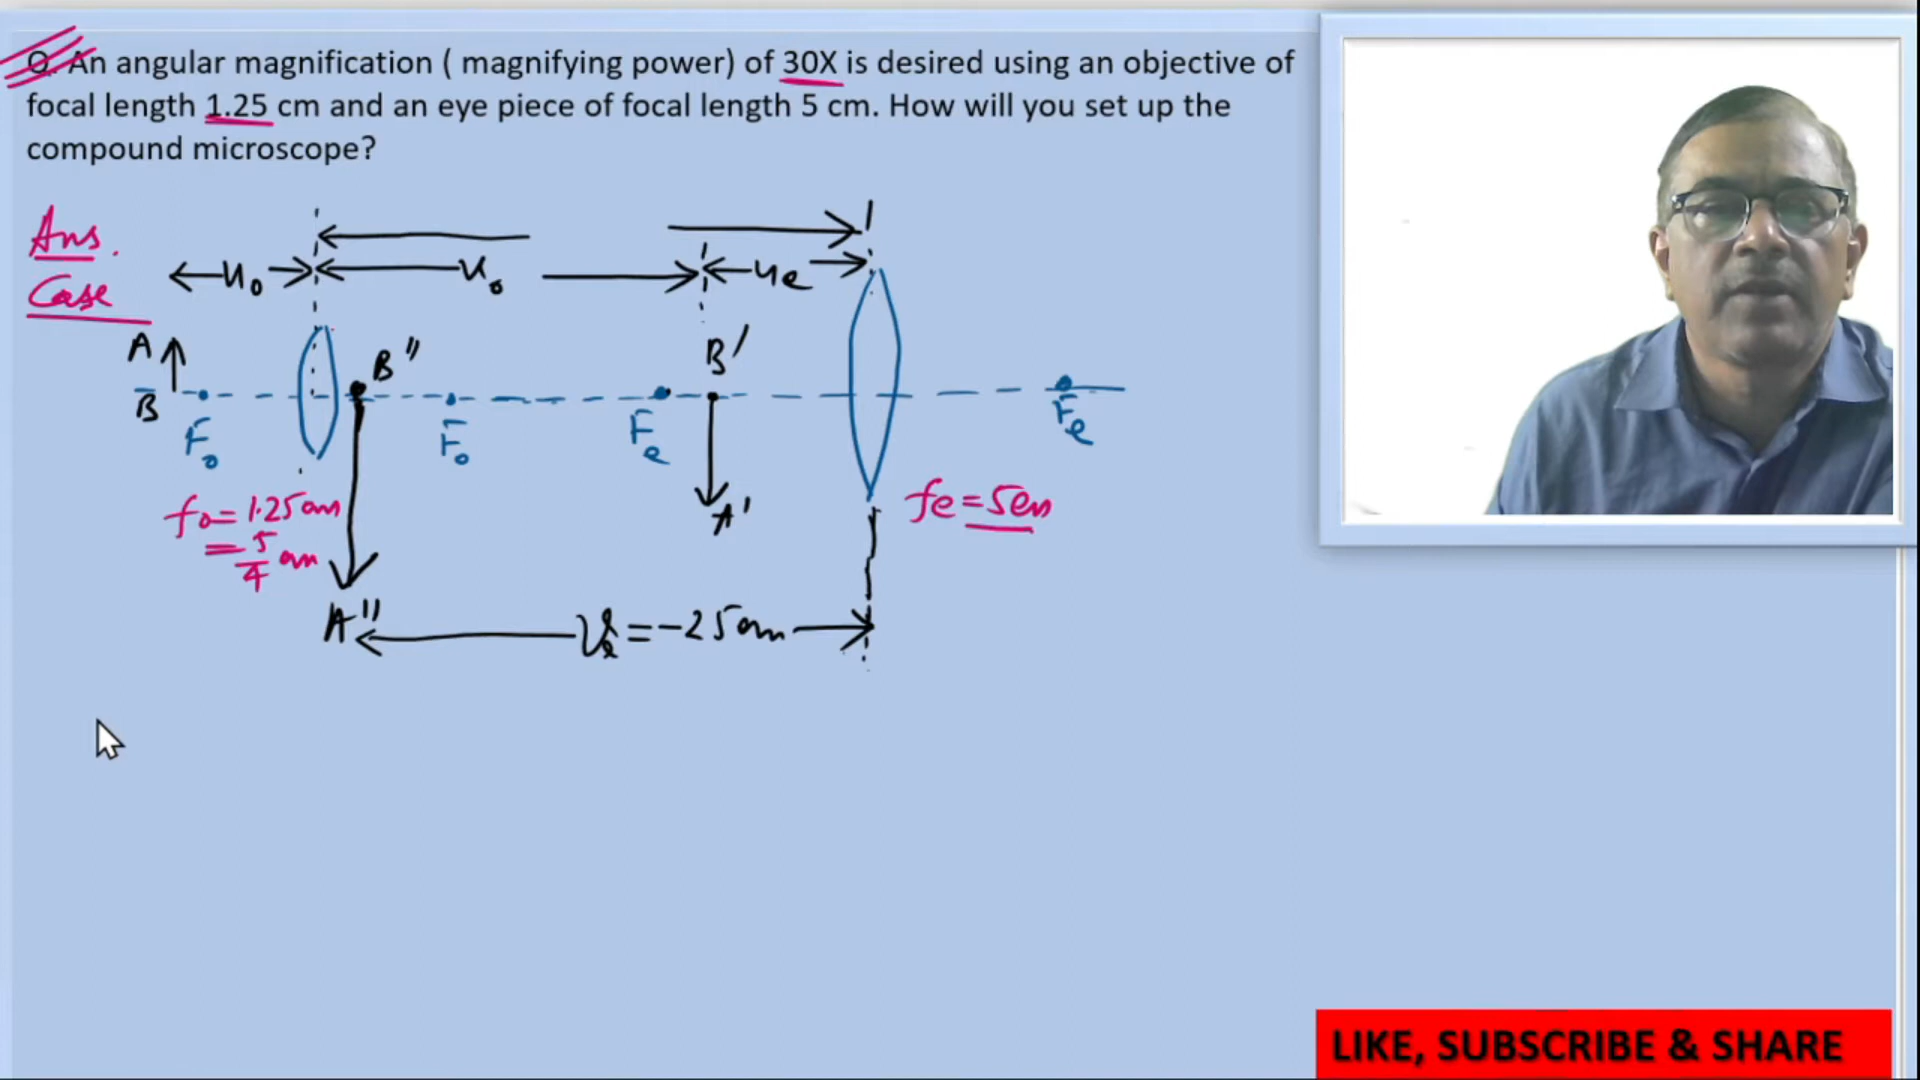 Q. An angular magnification ( magnifying power) of 30X is desired using an objective of
focal length 1.25 cm and an eye piece of focal length 5 cm. How will you set up the
compound microscope?
Ans.
Case
u₀ v₀ uₑ
A B" B'
B F₀ F₀ Fₑ Fₑ
A'
f₀ = 1.25 cm fₑ = 5 cm
= 5/4 cm
A" vₑ = -25 cm
LIKE, SUBSCRIBE & SHARE